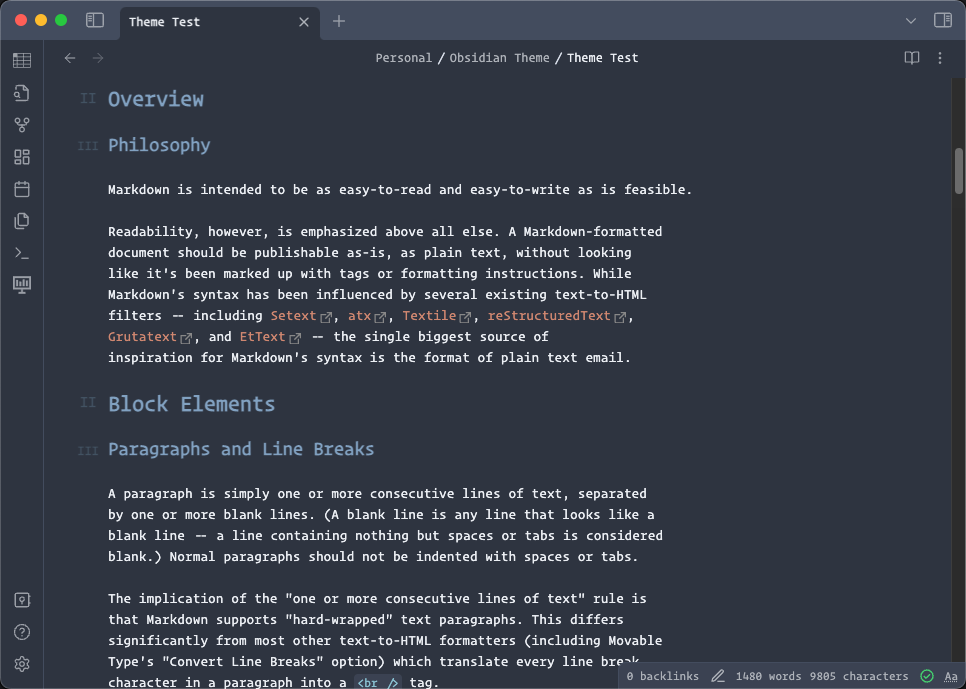 Theme Test
Personal / Obsidian Theme / Theme Test
II Overview
III Philosophy
Markdown is intended to be as easy-to-read and easy-to-write as is feasible.
Readability, however, is emphasized above all else. A Markdown-formatted
document should be publishable as-is, as plain text, without looking
like it's been marked up with tags or formatting instructions. While
Markdown's syntax has been influenced by several existing text-to-HTML
filters -- including Setext, atx, Textile, reStructuredText,
Grutatext, and EtText -- the single biggest source of
inspiration for Markdown's syntax is the format of plain text email.
II Block Elements
III Paragraphs and Line Breaks
A paragraph is simply one or more consecutive lines of text, separated
by one or more blank lines. (A blank line is any line that looks like a
blank line -- a line containing nothing but spaces or tabs is considered
blank.) Normal paragraphs should not be indented with spaces or tabs.
The implication of the "one or more consecutive lines of text" rule is
that Markdown supports "hard-wrapped" text paragraphs. This differs
significantly from most other text-to-HTML formatters (including Movable
Type's "Convert Line Breaks" option) which translate every line break
character in a paragraph into a <br /> tag.
0 backlinks 1480 words 9805 characters Aa